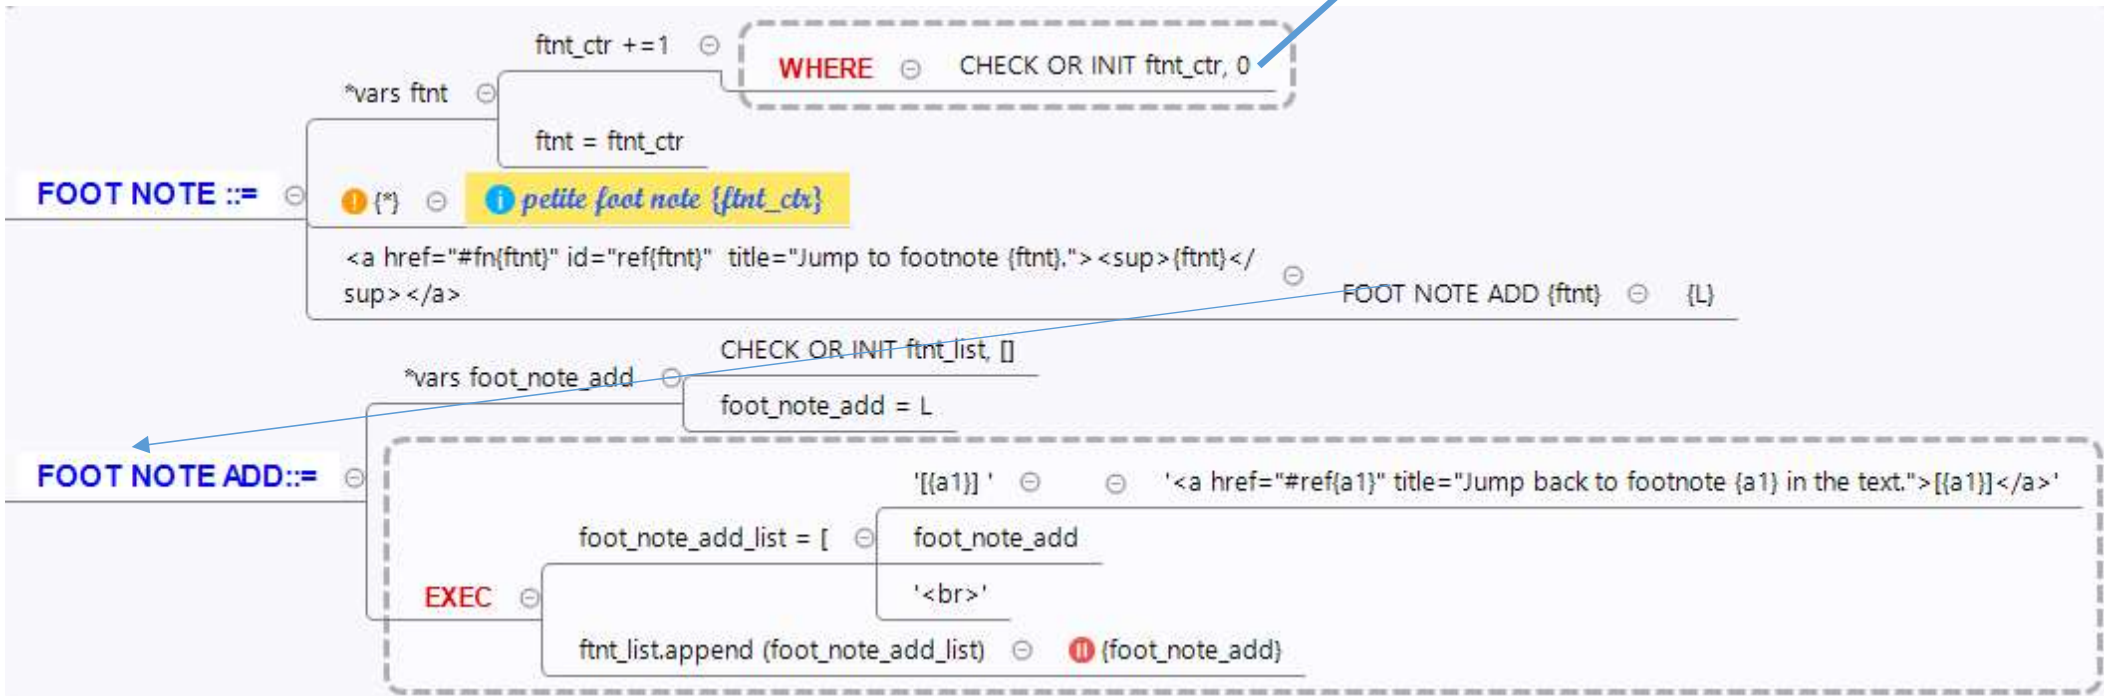 ftnt_ctr +=1
WHERE
CHECK OR INIT ftnt_ctr, 0
*vars ftnt
ftnt = ftnt_ctr
FOOT NOTE ::=
{*}
petite foot note {ftnt_ctr}
<a href="#fn{ftnt}" id="ref{ftnt}" title="Jump to footnote {ftnt}."><sup>{ftnt}</
sup></a>
FOOT NOTE ADD {ftnt}
{L}
CHECK OR INIT ftnt_list, []
*vars foot_note_add
foot_note_add = L
FOOT NOTE ADD::=
'[{a1}] '
'<a href="#ref{a1}" title="Jump back to footnote {a1} in the text.">[{a1}]</a>'
foot_note_add_list = [
foot_note_add
EXEC
'<br>'
ftnt_list.append (foot_note_add_list)
{foot_note_add}